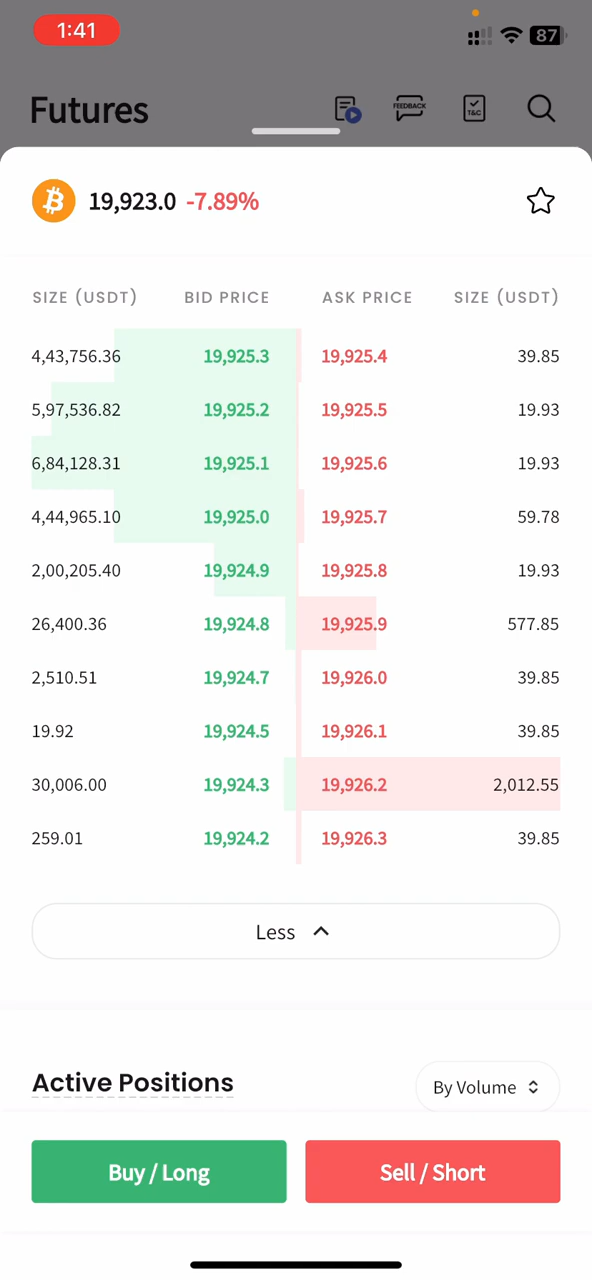 1:41
87
Futures
FEEDBACK
T&C
19,923.0 -7.89%
SIZE (USDT) BID PRICE ASK PRICE SIZE (USDT)
4,43,756.36 19,925.3 19,925.4 39.85
5,97,536.82 19,925.2 19,925.5 19.93
6,84,128.31 19,925.1 19,925.6 19.93
4,44,965.10 19,925.0 19,925.7 59.78
2,00,205.40 19,924.9 19,925.8 19.93
26,400.36 19,924.8 19,925.9 577.85
2,510.51 19,924.7 19,926.0 39.85
19.92 19,924.5 19,926.1 39.85
30,006.00 19,924.3 19,926.2 2,012.55
259.01 19,924.2 19,926.3 39.85
Less
Active Positions By Volume
Buy / Long Sell / Short